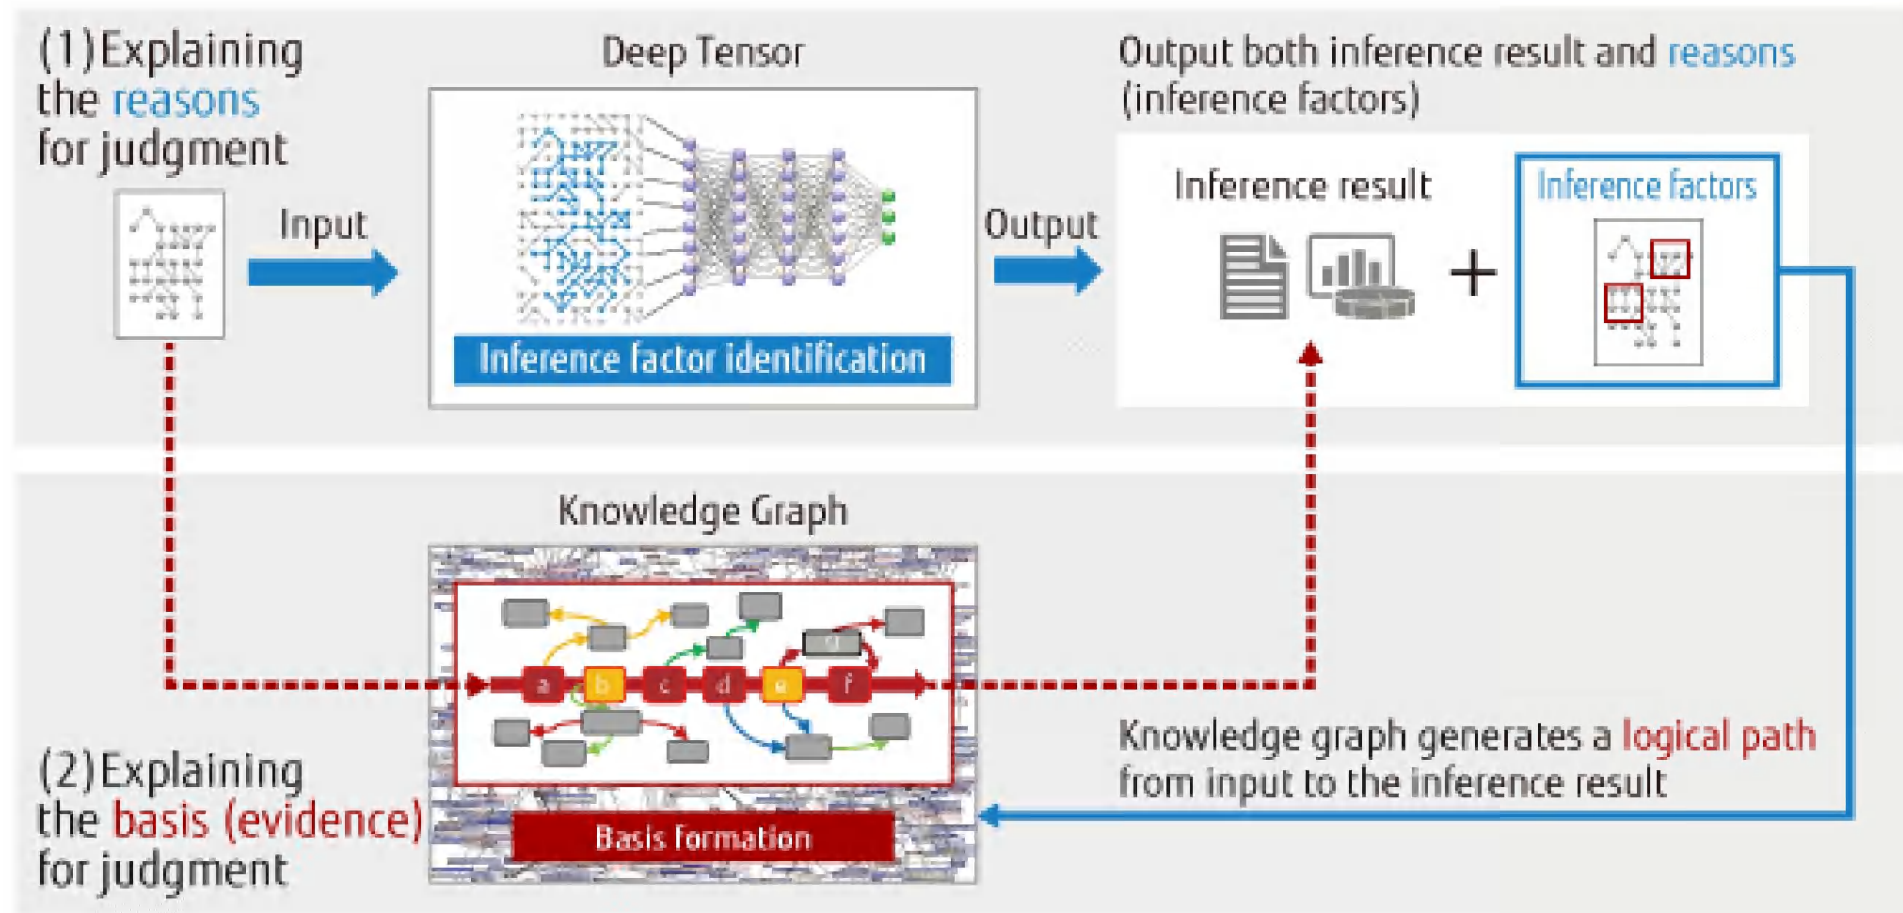 (1)Explaining
the reasons
for judgment
Input
Deep Tensor
Inference factor identification
Output
Output both inference result and reasons
(inference factors)
Inference result
+
Inference factors
Knowledge Graph
a b c d e f
Basis formation
(2)Explaining
the basis (evidence)
for judgment
Knowledge graph generates a logical path
from input to the inference result